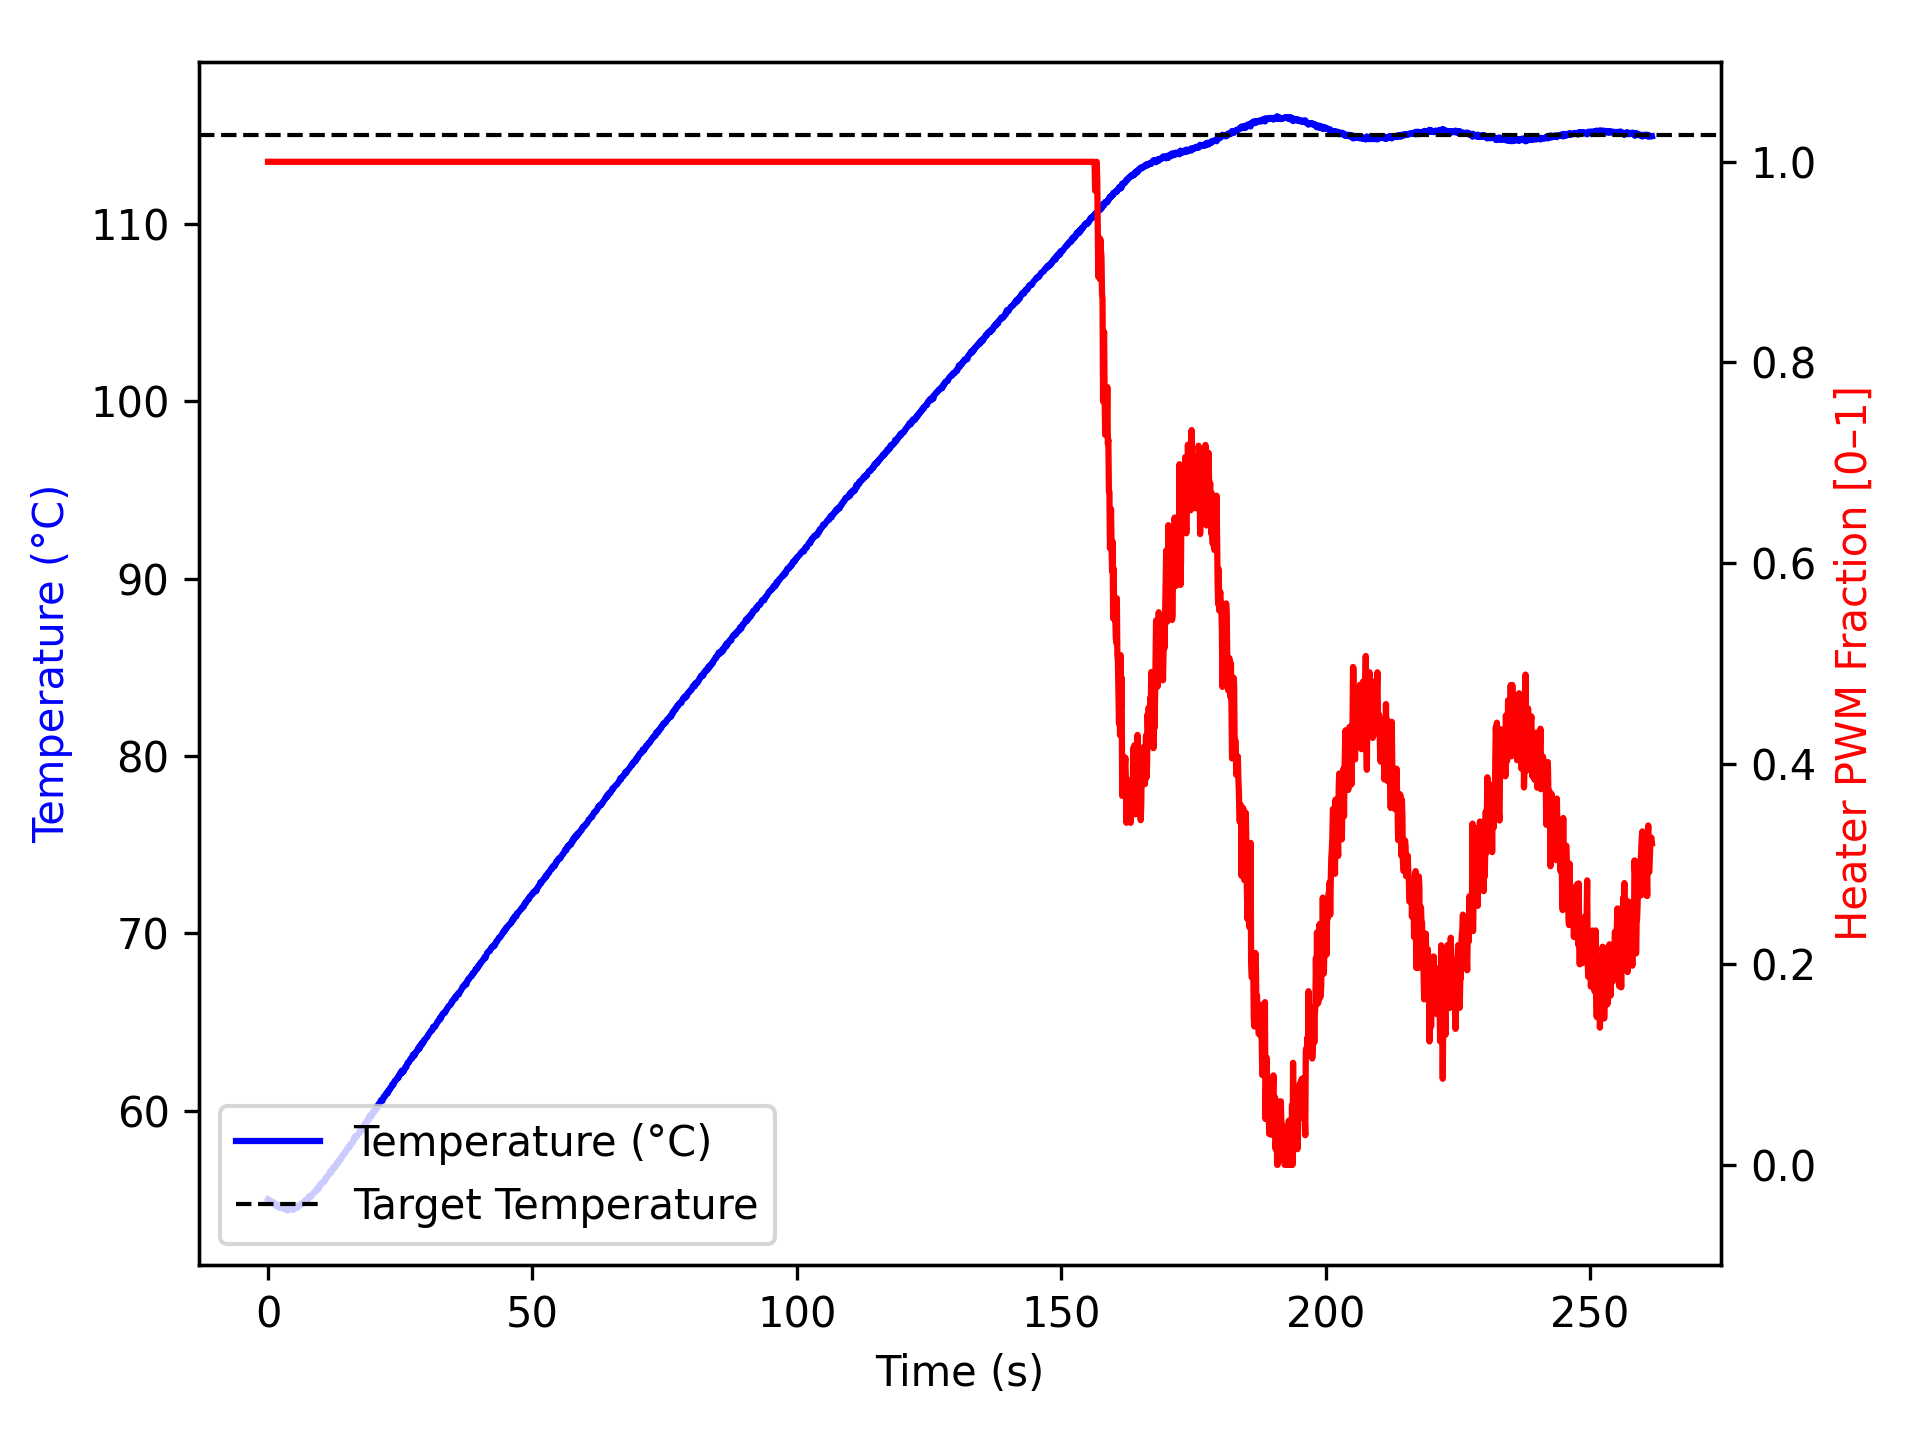 110
100
90
80
70
60
Temperature (°C)
1.0
0.8
0.6
0.4
0.2
0.0
Heater PWM Fraction [0–1]
Temperature (°C)
Target Temperature
0 50 100 150 200 250
Time (s)